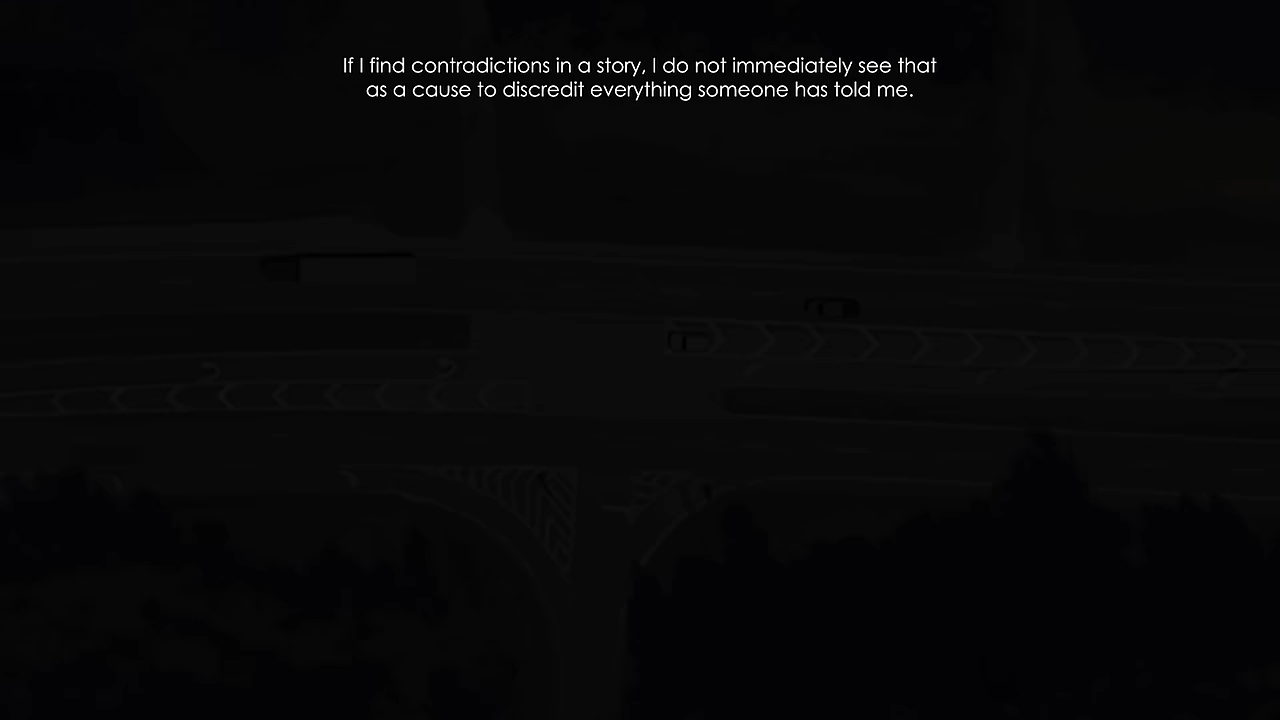 If I find contradictions in a story, I do not immediately see that
as a cause to discredit everything someone has told me.